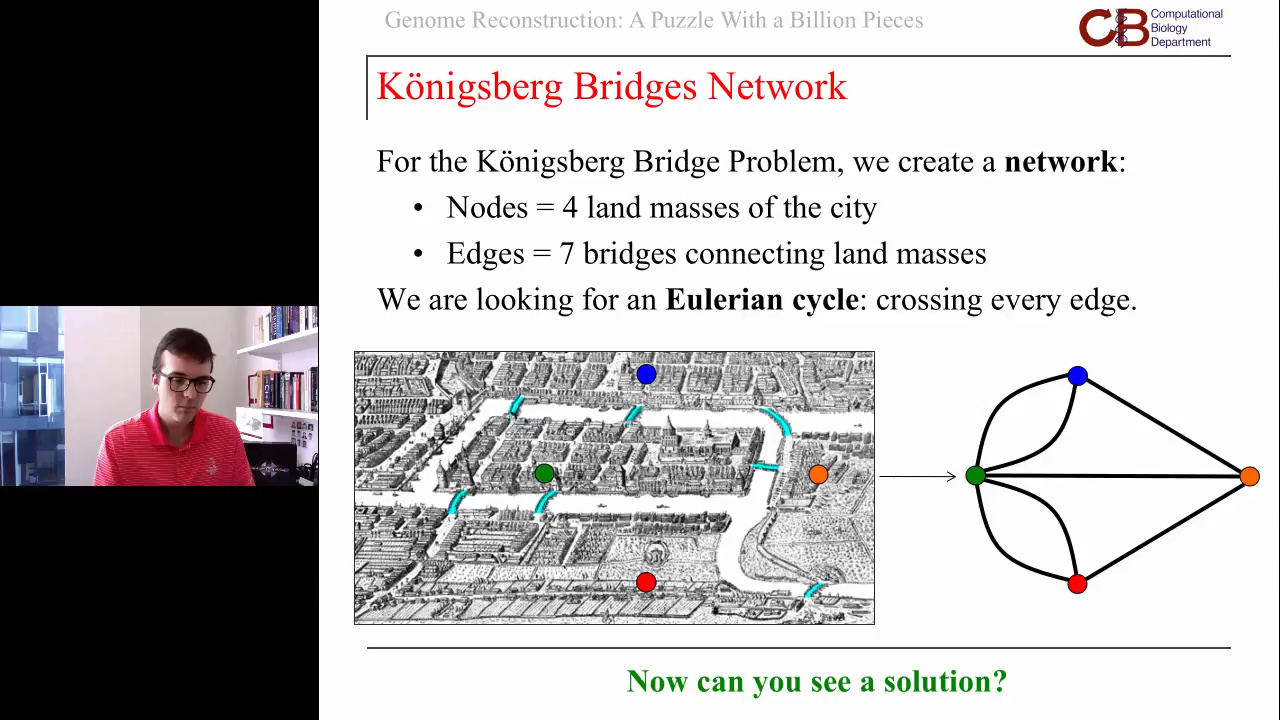 Genome Reconstruction: A Puzzle With a Billion Pieces
CB Computational
Biology
Department
Königsberg Bridges Network
For the Königsberg Bridge Problem, we create a network:
• Nodes = 4 land masses of the city
• Edges = 7 bridges connecting land masses
We are looking for an Eulerian cycle: crossing every edge.
Now can you see a solution?